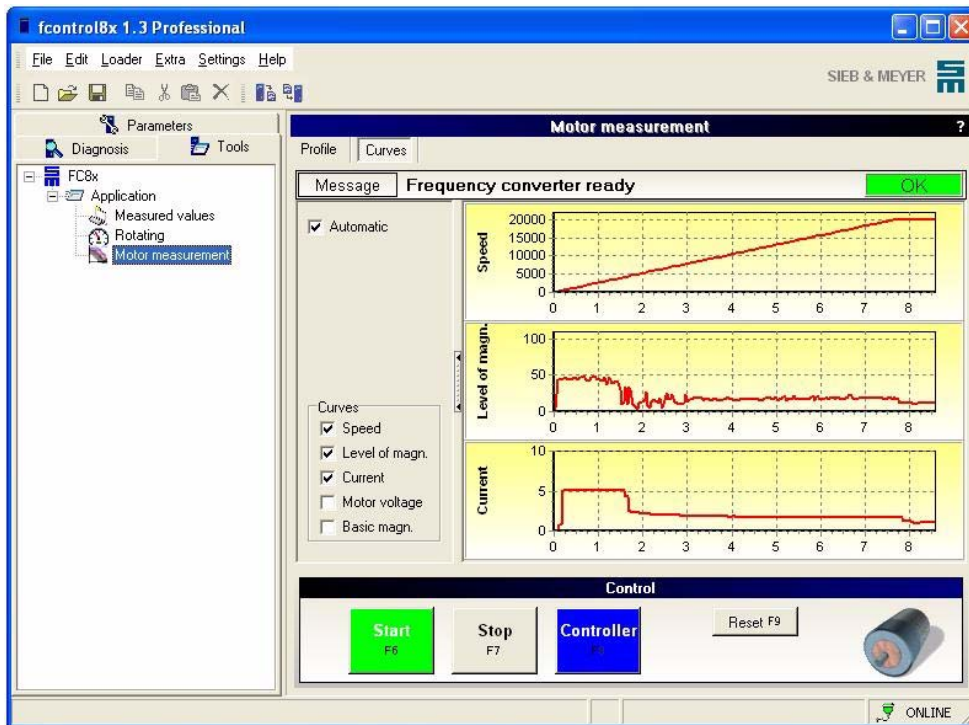 fcontrol8x 1.3 Professional
File Edit Loader Extra Settings Help
SIEB & MEYER
Parameters
Diagnosis Tools
FC8x
Application
Measured values
Rotating
Motor measurement
Motor measurement ?
Profile Curves
Message Frequency converter ready OK
Automatic
Curves
Speed
Level of magn.
Current
Motor voltage
Basic magn.
Speed
20000
15000
10000
5000
0
0 1 2 3 4 5 6 7 8
Level of magn.
100
50
0
0 1 2 3 4 5 6 7 8
Current
10
5
0
0 1 2 3 4 5 6 7 8
Control
Start
F6
Stop
F7
Controller
Reset F9
ONLINE